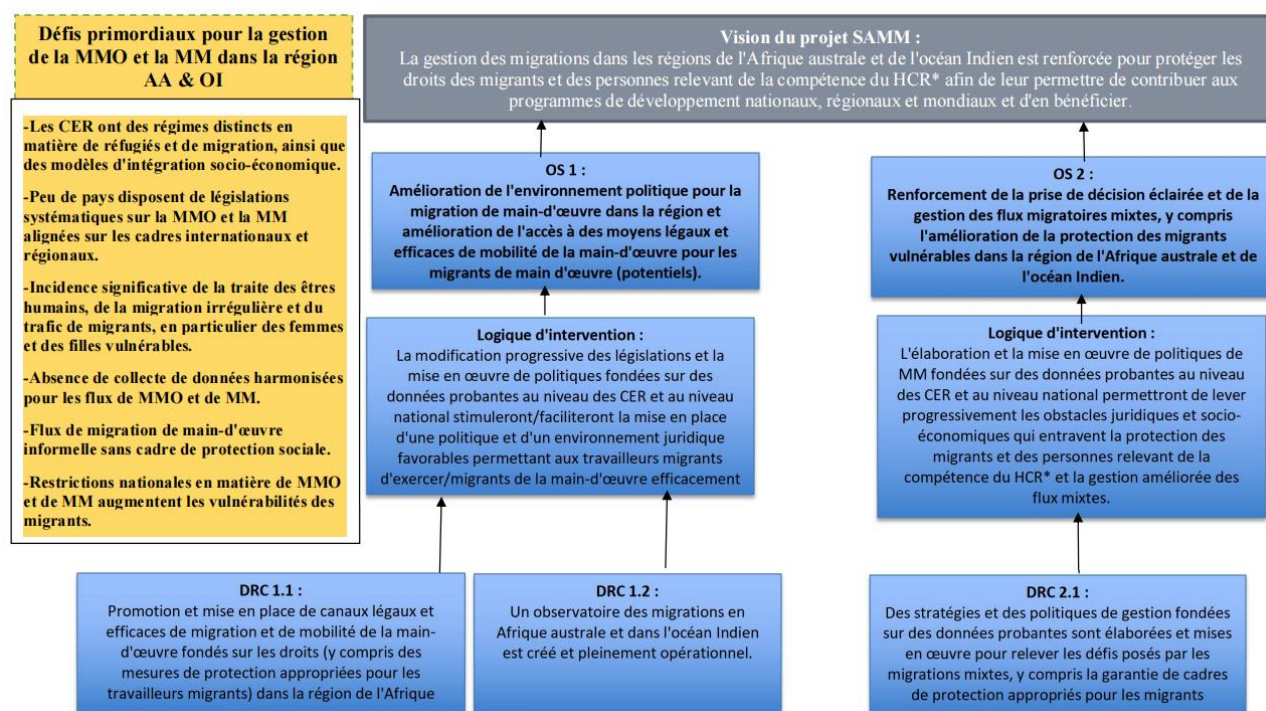 Défis primordiaux pour la gestion
de la MMO et la MM dans la région
AA & OI
-Les CER ont des régimes distincts en
matière de réfugiés et de migration, ainsi que
des modèles d'intégration socio-économique.
-Peu de pays disposent de législations
systématiques sur la MMO et la MM
alignées sur les cadres internationaux et
régionaux.
-Incidence significative de la traite des êtres
humains, de la migration irrégulière et du
trafic de migrants, en particulier des femmes
et des filles vulnérables.
-Absence de collecte de données harmonisées
pour les flux de MMO et de MM.
-Flux de migration de main-d'œuvre
informelle sans cadre de protection sociale.
-Restrictions nationales en matière de MMO
et de MM augmentent les vulnérabilités des
migrants.
Vision du projet SAMM :
La gestion des migrations dans les régions de l'Afrique australe et de l'océan Indien est renforcée pour protéger les
droits des migrants et des personnes relevant de la compétence du HCR* afin de leur permettre de contribuer aux
programmes de développement nationaux, régionaux et mondiaux et d'en bénéficier.
OS 1 :
Amélioration de l'environnement politique pour la
migration de main-d'œuvre dans la région et
amélioration de l'accès à des moyens légaux et
efficaces de mobilité de la main-d'œuvre pour les
migrants de main d'œuvre (potentiels).
OS 2 :
Renforcement de la prise de décision éclairée et de la
gestion des flux migratoires mixtes, y compris
l'amélioration de la protection des migrants
vulnérables dans la région de l'Afrique australe et de
l'océan Indien.
Logique d'intervention :
La modification progressive des législations et la
mise en œuvre de politiques fondées sur des
données probantes au niveau des CER et au niveau
national stimuleront/faciliteront la mise en place
d'une politique et d'un environnement juridique
favorables permettant aux travailleurs migrants
d'exercer/migrants de la main-d'œuvre efficacement
Logique d'intervention :
L'élaboration et la mise en œuvre de politiques de
MM fondées sur des données probantes au niveau
des CER et au niveau national permettront de lever
progressivement les obstacles juridiques et socio-
économiques qui entravent la protection des
migrants et des personnes relevant de la
compétence du HCR* et la gestion améliorée des
flux mixtes.
DRC 1.1 :
Promotion et mise en place de canaux légaux et
efficaces de migration et de mobilité de la main-
d'œuvre fondés sur les droits (y compris des
mesures de protection appropriées pour les
travailleurs migrants) dans la région de l'Afrique
DRC 1.2 :
Un observatoire des migrations en
Afrique australe et dans l'océan Indien
est créé et pleinement opérationnel.
DRC 2.1 :
Des stratégies et des politiques de gestion fondées
sur des données probantes sont élaborées et mises
en œuvre pour relever les défis posés par les
migrations mixtes, y compris la garantie de cadres
de protection appropriés pour les migrants